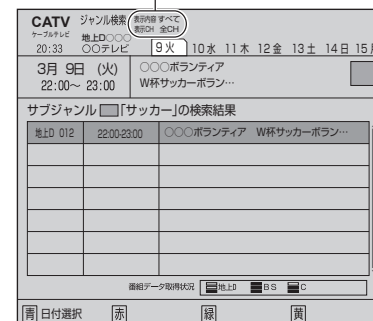 CATV ジャンル検索 表示内容 すべて
表示CH 全CH
ケーブルテレビ 地上D○○○
20:33 ○○テレビ 9火 10水 11木 12金 13土 14日 15
3月 9日 (火) ○○○ボランティア
22:00~ 23:00 W杯サッカーボラン…
サブジャンル 「サッカー」の検索結果
地上D 012 22:00-23:00 ○○○ボランティア W杯サッカーボラン…
番組データ取得状況 地上D BS C
青 日付選択 赤 緑 黄